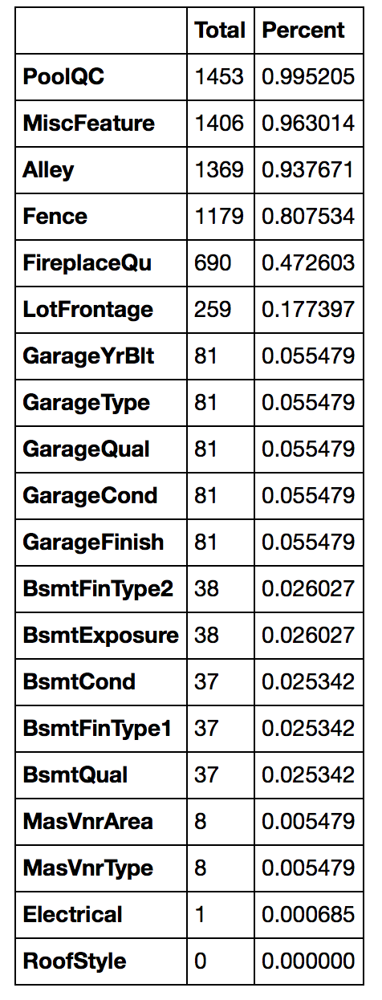 Total Percent
PoolQC 1453 0.995205
MiscFeature 1406 0.963014
Alley 1369 0.937671
Fence 1179 0.807534
FireplaceQu 690 0.472603
LotFrontage 259 0.177397
GarageYrBlt 81 0.055479
GarageType 81 0.055479
GarageQual 81 0.055479
GarageCond 81 0.055479
GarageFinish 81 0.055479
BsmtFinType2 38 0.026027
BsmtExposure 38 0.026027
BsmtCond 37 0.025342
BsmtFinType1 37 0.025342
BsmtQual 37 0.025342
MasVnrArea 8 0.005479
MasVnrType 8 0.005479
Electrical 1 0.000685
RoofStyle 0 0.000000